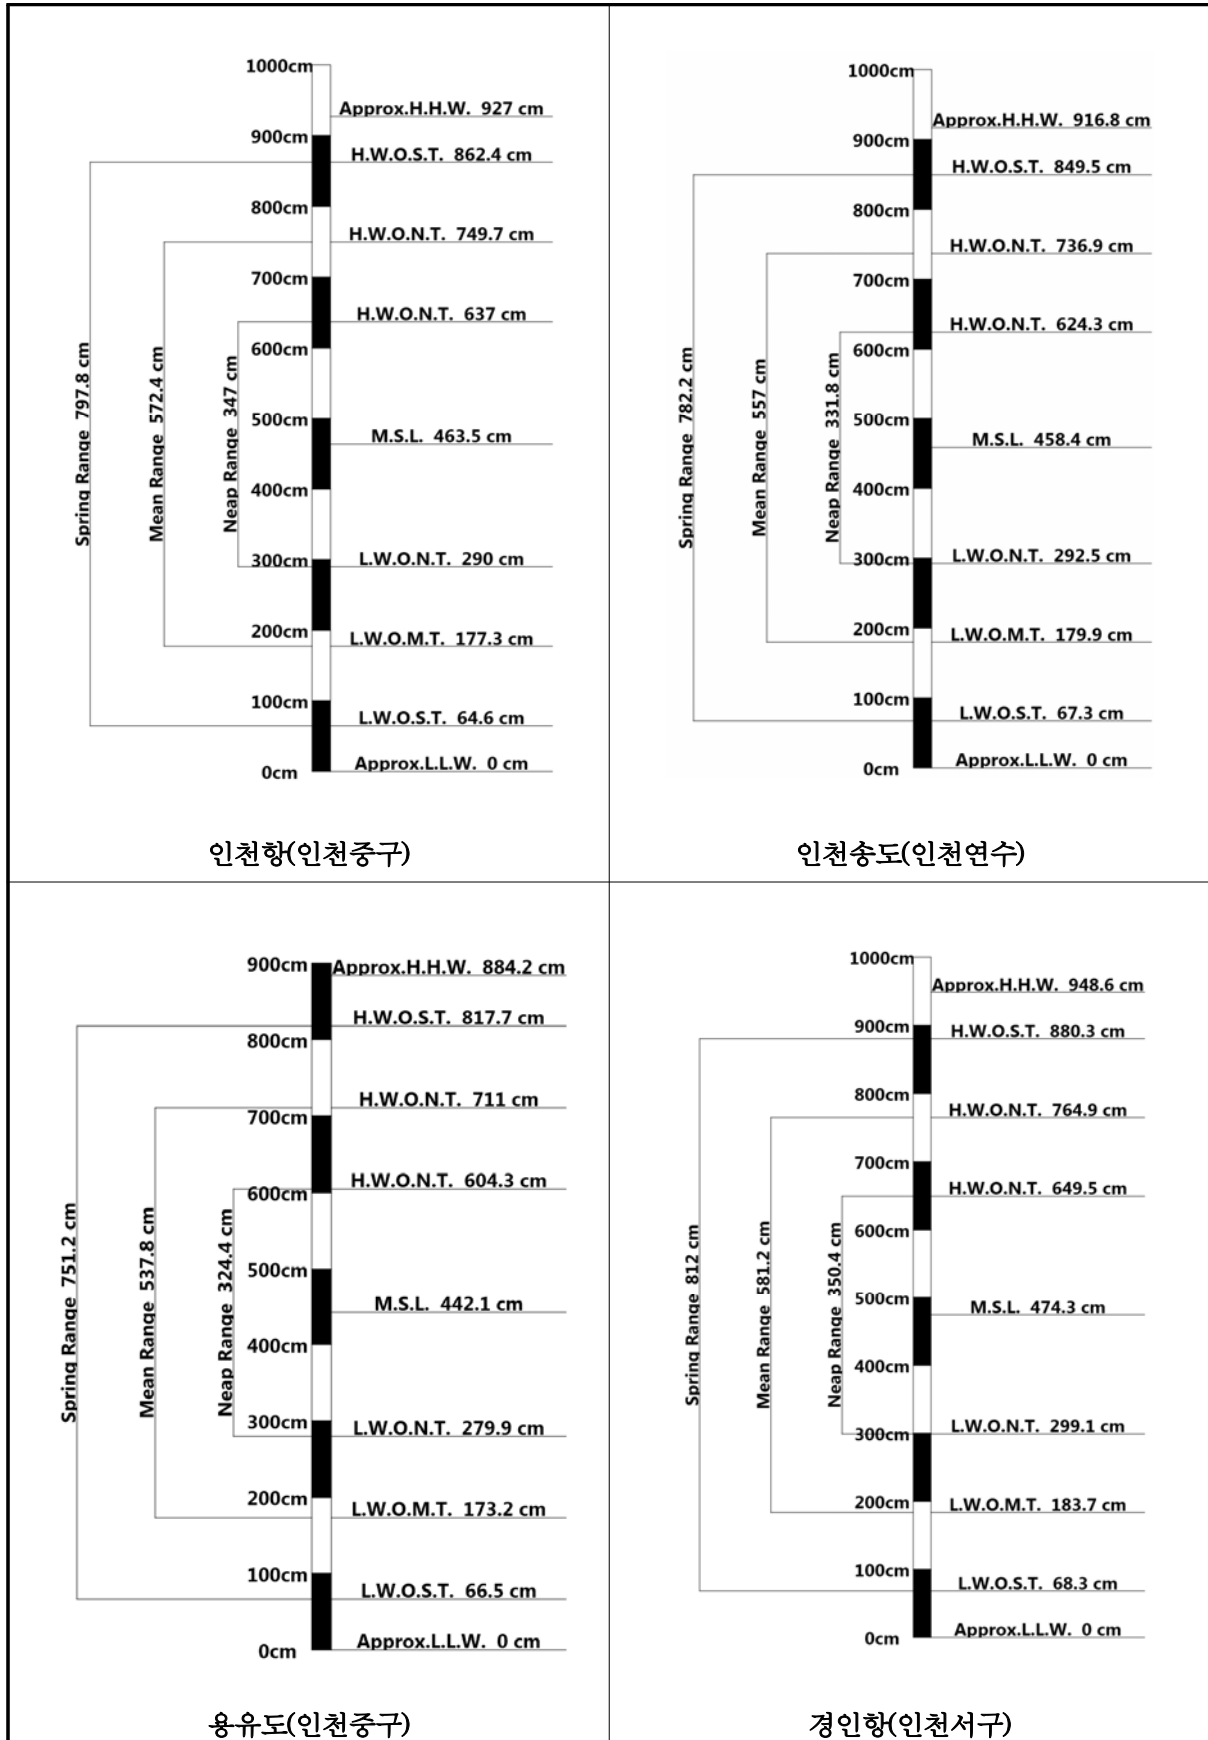 1000cm
Approx.H.H.W. 927 cm
900cm
H.W.O.S.T. 862.4 cm
800cm
H.W.O.N.T. 749.7 cm
700cm
H.W.O.N.T. 637 cm
600cm
Spring Range 797.8 cm
Mean Range 572.4 cm
Neap Range 347 cm
500cm
M.S.L. 463.5 cm
400cm
L.W.O.N.T. 290 cm
300cm
200cm
L.W.O.M.T. 177.3 cm
100cm
L.W.O.S.T. 64.6 cm
Approx.L.L.W. 0 cm
0cm
인천항(인천중구)
1000cm
Approx.H.H.W. 916.8 cm
900cm
H.W.O.S.T. 849.5 cm
800cm
H.W.O.N.T. 736.9 cm
700cm
H.W.O.N.T. 624.3 cm
600cm
Spring Range 782.2 cm
Mean Range 557 cm
Neap Range 331.8 cm
500cm
M.S.L. 458.4 cm
400cm
L.W.O.N.T. 292.5 cm
300cm
200cm
L.W.O.M.T. 179.9 cm
100cm
L.W.O.S.T. 67.3 cm
Approx.L.L.W. 0 cm
0cm
인천송도(인천연수)
900cm
Approx.H.H.W. 884.2 cm
H.W.O.S.T. 817.7 cm
800cm
H.W.O.N.T. 711 cm
700cm
H.W.O.N.T. 604.3 cm
600cm
Spring Range 751.2 cm
Mean Range 537.8 cm
Neap Range 324.4 cm
500cm
M.S.L. 442.1 cm
400cm
300cm
L.W.O.N.T. 279.9 cm
200cm
L.W.O.M.T. 173.2 cm
100cm
L.W.O.S.T. 66.5 cm
Approx.L.L.W. 0 cm
0cm
용유도(인천중구)
1000cm
Approx.H.H.W. 948.6 cm
900cm
H.W.O.S.T. 880.3 cm
800cm
H.W.O.N.T. 764.9 cm
700cm
H.W.O.N.T. 649.5 cm
600cm
Spring Range 812 cm
Mean Range 581.2 cm
Neap Range 350.4 cm
500cm
M.S.L. 474.3 cm
400cm
L.W.O.N.T. 299.1 cm
300cm
200cm
L.W.O.M.T. 183.7 cm
100cm
L.W.O.S.T. 68.3 cm
Approx.L.L.W. 0 cm
0cm
경인항(인천서구)